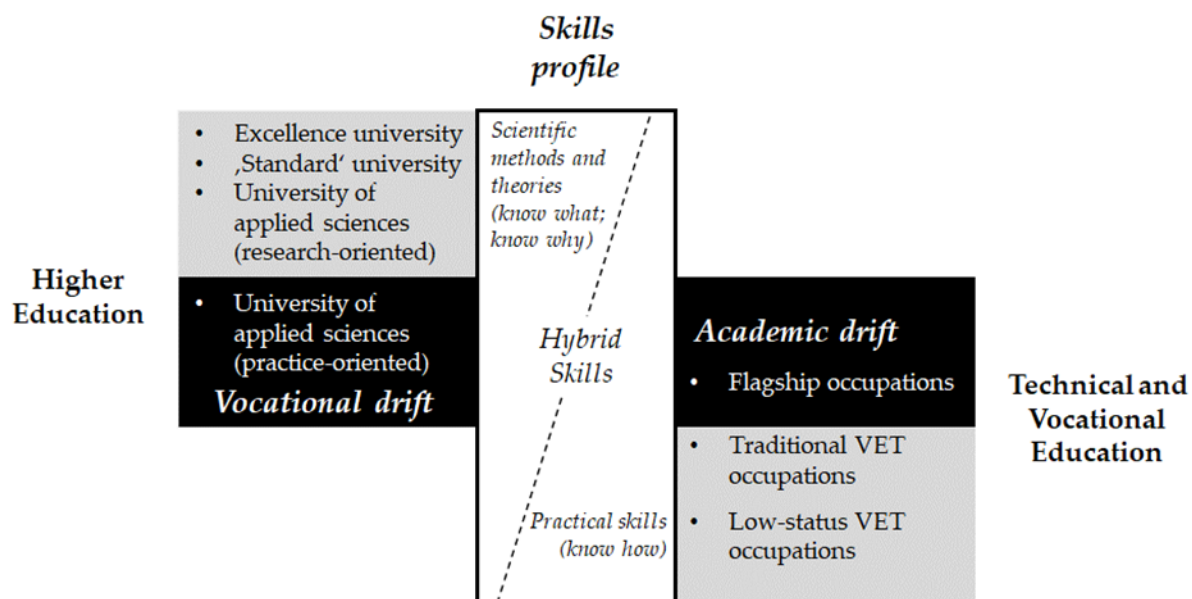 Skills
profile
• Excellence university
• ‚Standard‘ university
• University of
applied sciences
(research-oriented)
Scientific
methods and
theories
(know what;
know why)
Higher
Education
• University of
applied sciences
(practice-oriented)
Vocational drift
Hybrid
Skills
Academic drift
• Flagship occupations
Technical and
Vocational
Education
• Traditional VET
occupations
• Low-status VET
occupations
Practical skills
(know how)